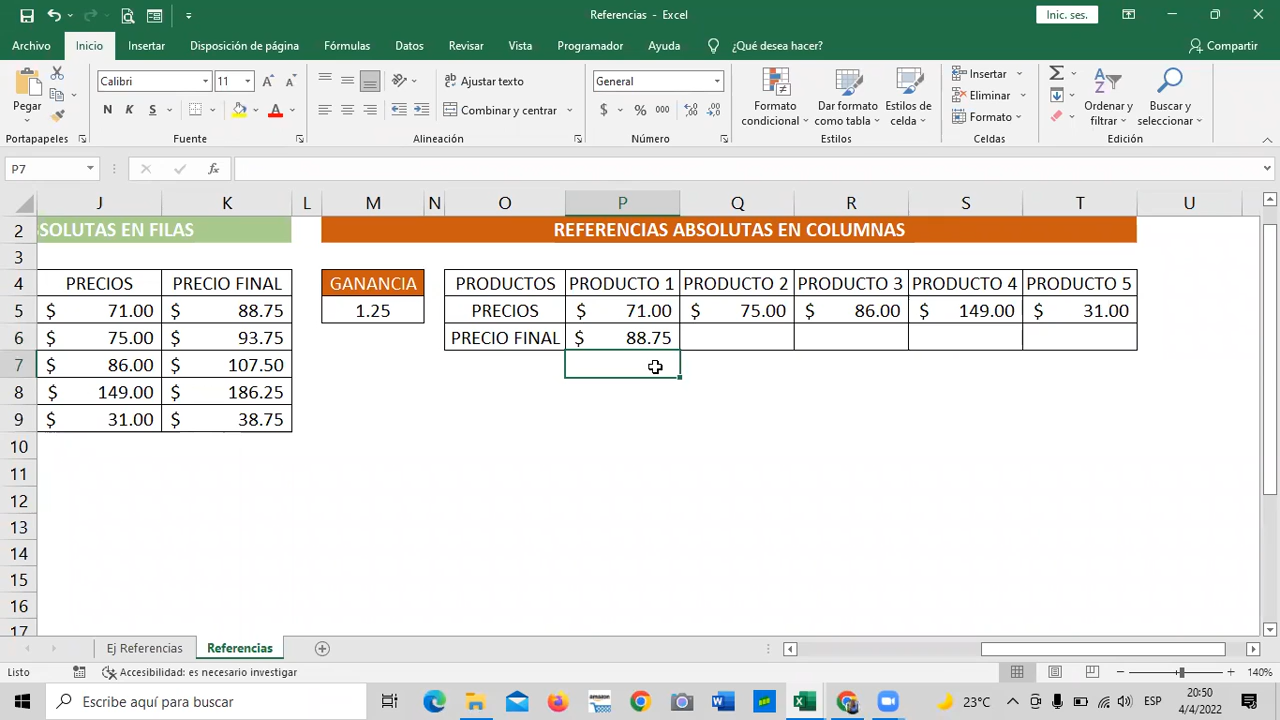 Referencias - Excel
Inic. ses.
Archivo Inicio Insertar Disposición de página Fórmulas Datos Revisar Vista Programador Ayuda ¿Qué desea hacer? Compartir
Pegar
Calibri 11
N K S
Ajustar texto
Combinar y centrar
General
$ % 000
Formato condicional
Dar formato como tabla
Estilos de celda
Insertar
Eliminar
Formato
Ordenar y filtrar
Buscar y seleccionar
Portapapeles Fuente Alineación Número Estilos Celdas Edición
P7 fx
J K L M N O P Q R S T U
2 SOLUTAS EN FILAS REFERENCIAS ABSOLUTAS EN COLUMNAS
3
4 PRECIOS PRECIO FINAL GANANCIA PRODUCTOS PRODUCTO 1 PRODUCTO 2 PRODUCTO 3 PRODUCTO 4 PRODUCTO 5
5 $ 71.00 $ 88.75 1.25 PRECIOS $ 71.00 $ 75.00 $ 86.00 $ 149.00 $ 31.00
6 $ 75.00 $ 93.75 PRECIO FINAL $ 88.75
7 $ 86.00 $ 107.50
8 $ 149.00 $ 186.25
9 $ 31.00 $ 38.75
10
11
12
13
14
15
16
17
Ej Referencias Referencias
Listo Accesibilidad: es necesario investigar 140%
Escribe aquí para buscar 23°C ESP 20:50
4/4/2022